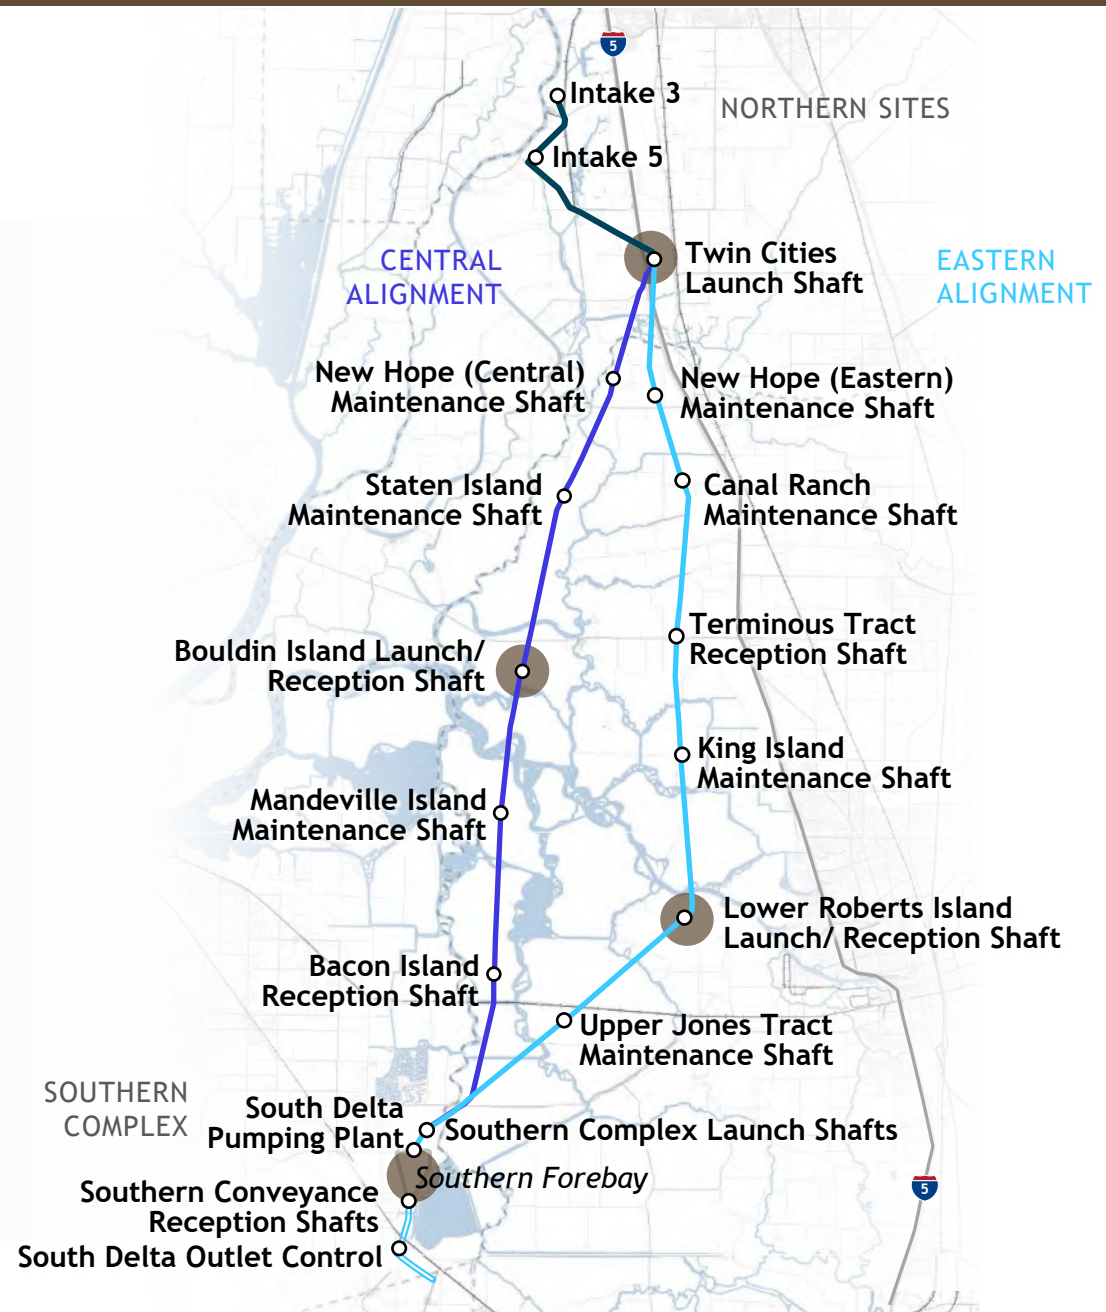 5
Intake 3
NORTHERN SITES
Intake 5
CENTRAL
ALIGNMENT
Twin Cities
Launch Shaft
EASTERN
ALIGNMENT
New Hope (Central)
Maintenance Shaft
New Hope (Eastern)
Maintenance Shaft
Staten Island
Maintenance Shaft
Canal Ranch
Maintenance Shaft
Terminous Tract
Reception Shaft
Bouldin Island Launch/
Reception Shaft
King Island
Maintenance Shaft
Mandeville Island
Maintenance Shaft
Lower Roberts Island
Launch/ Reception Shaft
Bacon Island
Reception Shaft
Upper Jones Tract
Maintenance Shaft
SOUTHERN
COMPLEX
South Delta
Pumping Plant
Southern Complex Launch Shafts
Southern Forebay
Southern Conveyance
Reception Shafts
5
South Delta Outlet Control